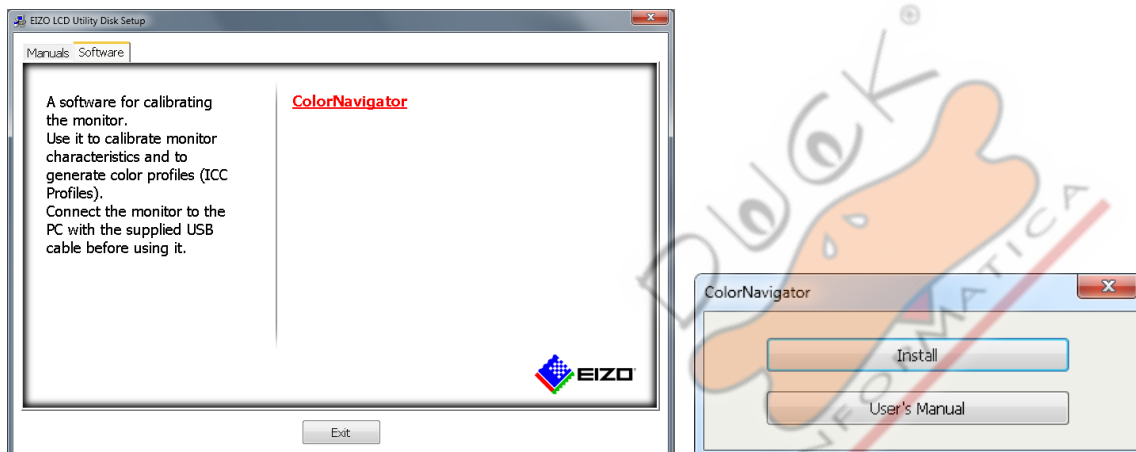 EIZO LCD Utility Disk Setup
Manuals
Software
A software for calibrating
the monitor.
Use it to calibrate monitor
characteristics and to
generate color profiles (ICC
Profiles).
Connect the monitor to the
PC with the supplied USB
cable before using it.
ColorNavigator
EIZO
Exit
ColorNavigator
Install
User's Manual
DUCK
INFORMATICA